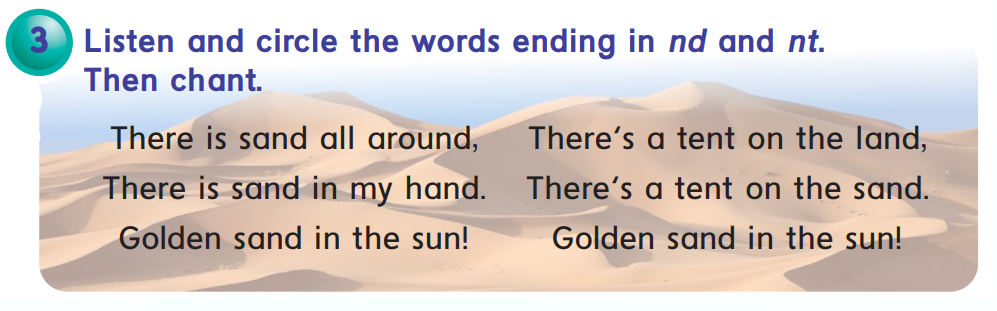 3 Listen and circle the words ending in nd and nt.
Then chant.
There is sand all around,
There is sand in my hand.
Golden sand in the sun!
There's a tent on the land,
There's a tent on the sand.
Golden sand in the sun!